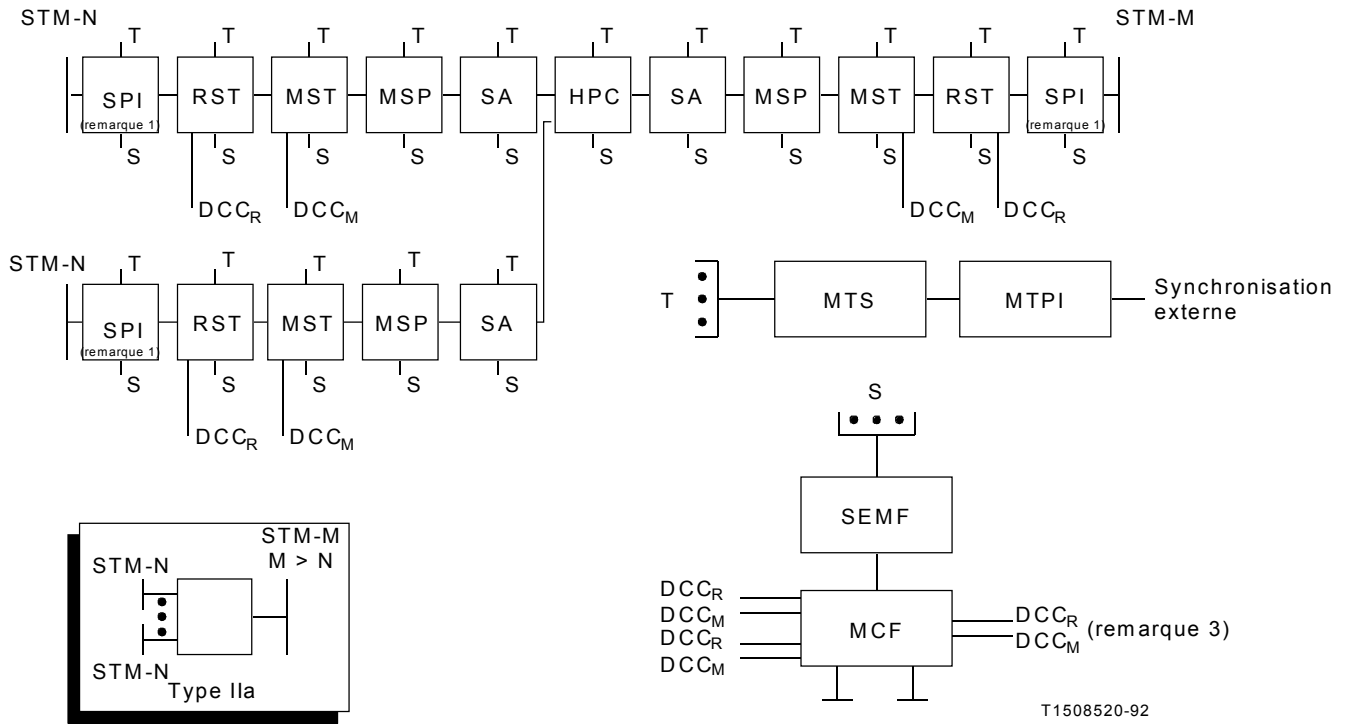 STM-N
STM-M
T T T T T T T T T T T
SPI RST MST MSP SA HPC SA MSP MST RST SPI
(remarque 1) (remarque 1)
S S S S S S S S S S S
DCCR DCCM DCCM DCCR
STM-N
T T T T T
SPI RST MST MSP SA
(remarque 1)
S S S S S
DCCR DCCM
T MTS MTPI Synchronisation
externe
S
SEMF
DCCR
DCCM
DCCR
DCCM
MCF
DCCR
DCCM
(remarque 3)
STM-M
M > N
STM-N
STM-N
Type IIa
T1508520-92